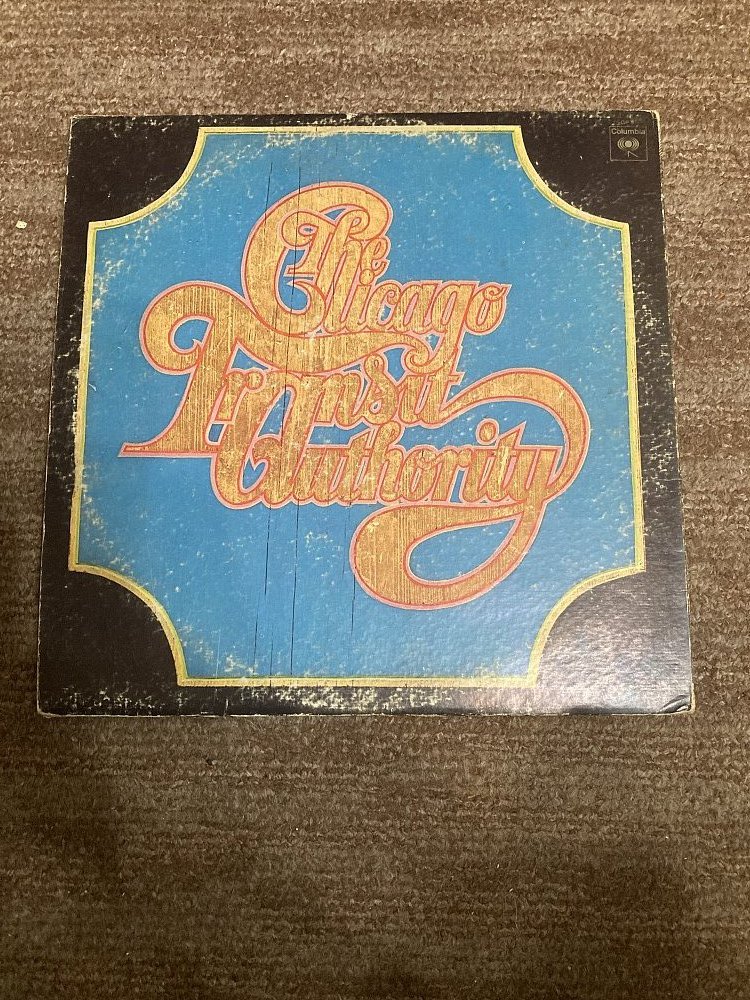 Columbia
The
Chicago
Transit
Authority